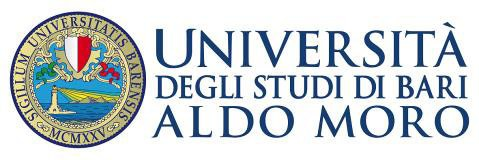 SIGILLUM UNIVERSITATIS BARENSIS
MCMXXV
UNIVERSITÀ
DEGLI STUDI DI BARI
ALDO MORO